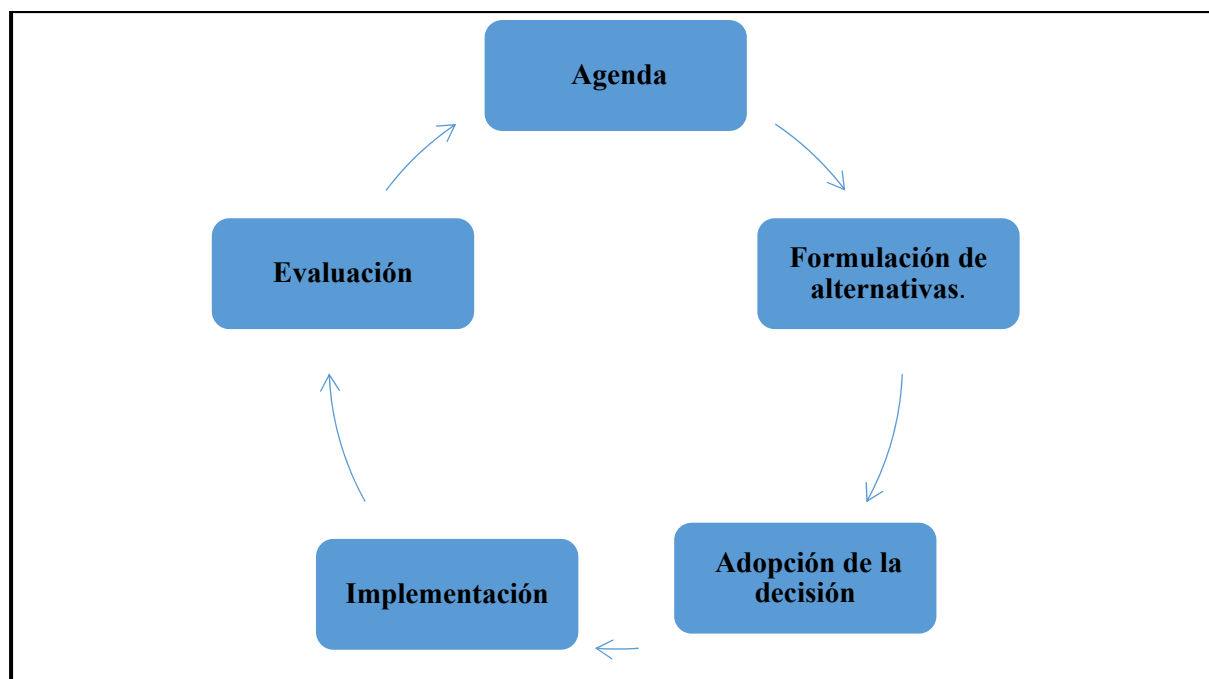 Agenda
Formulación de
alternativas.
Adopción de la
decisión
Implementación
Evaluación